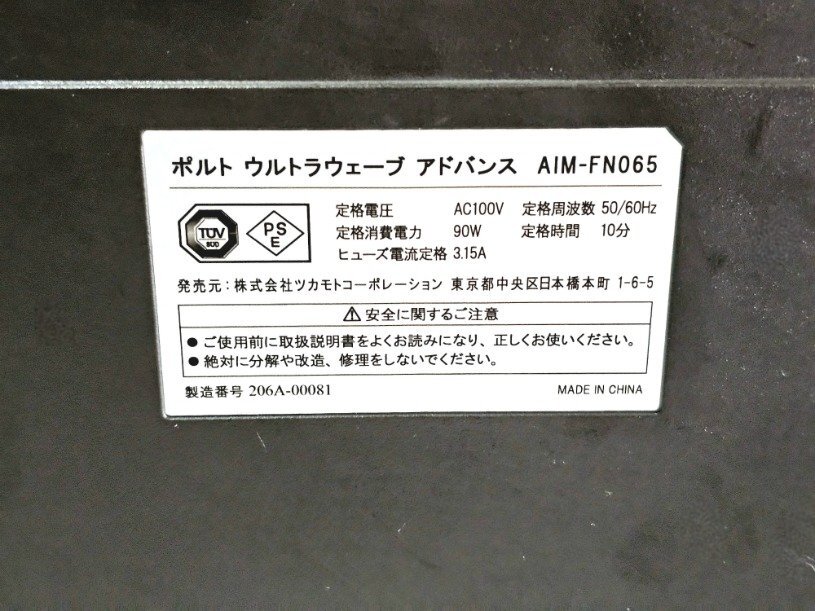 ポルト ウルトラウェーブ アドバンス AIM-FN065
TÜV
SÜD
PS
E
定格電圧 AC100V 定格周波数 50/60Hz
定格消費電力 90W 定格時間 10分
ヒューズ電流定格 3.15A
発売元：株式会社ツカモトコーポレーション 東京都中央区日本橋本町 1-6-5
⚠ 安全に関するご注意
● ご使用前に取扱説明書をよくお読みになり、正しくお使いください。
● 絶対に分解や改造、修理をしないでください。
製造番号 206A-00081 MADE IN CHINA